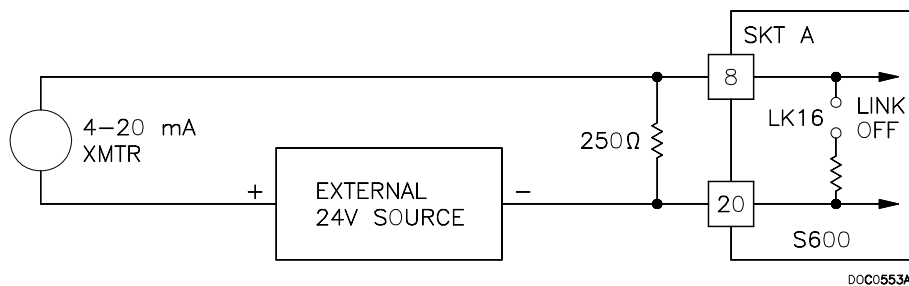 SKT A
8
4-20 mA
XMTR
250Ω
LK16
LINK
OFF
+
EXTERNAL
24V SOURCE
-
20
S600
DOC0553A